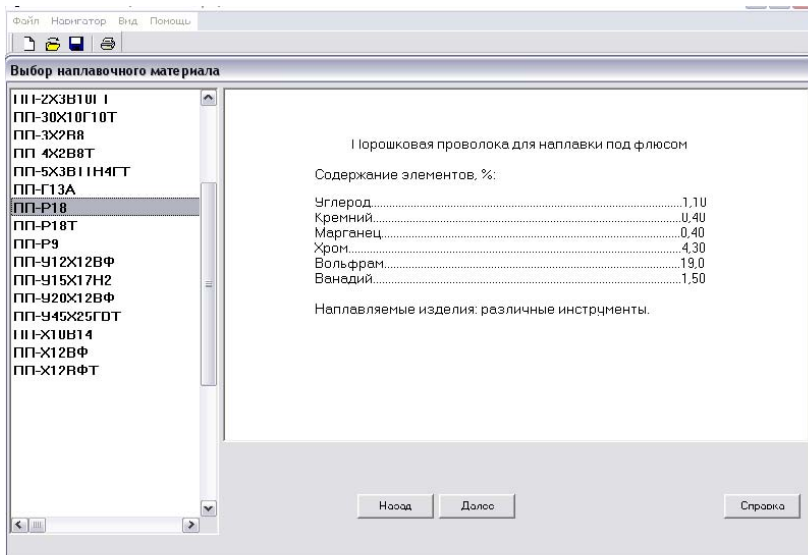 Файл Навигатор Вид Помощь
Выбор наплавочного материала
ПП-2Х3В10ГТ
ПП-30Х10Г10Т
ПП-3Х2В8
ПП 4Х2В8Т
ПП-Г13А
ПП-Р18
ПП-Р18Т
ПП-Р9
ПП-У12Х12ВФ
ПП-У15Х17Н2
ПП-У20Х12ВФ
ПП-Х10В14
ПП-Х12ВФ
ПП-Х12ВФТ
Порошковая проволока для наплавки под флюсом
Содержание элементов, %:
Углерод....................1,10
Кремний....................0,40
Марганец....................0,40
Хром....................4,30
Вольфрам....................19,0
Ванадий....................1,50
Наплавляемые изделия: различные инструменты.
Назад Далее Справка